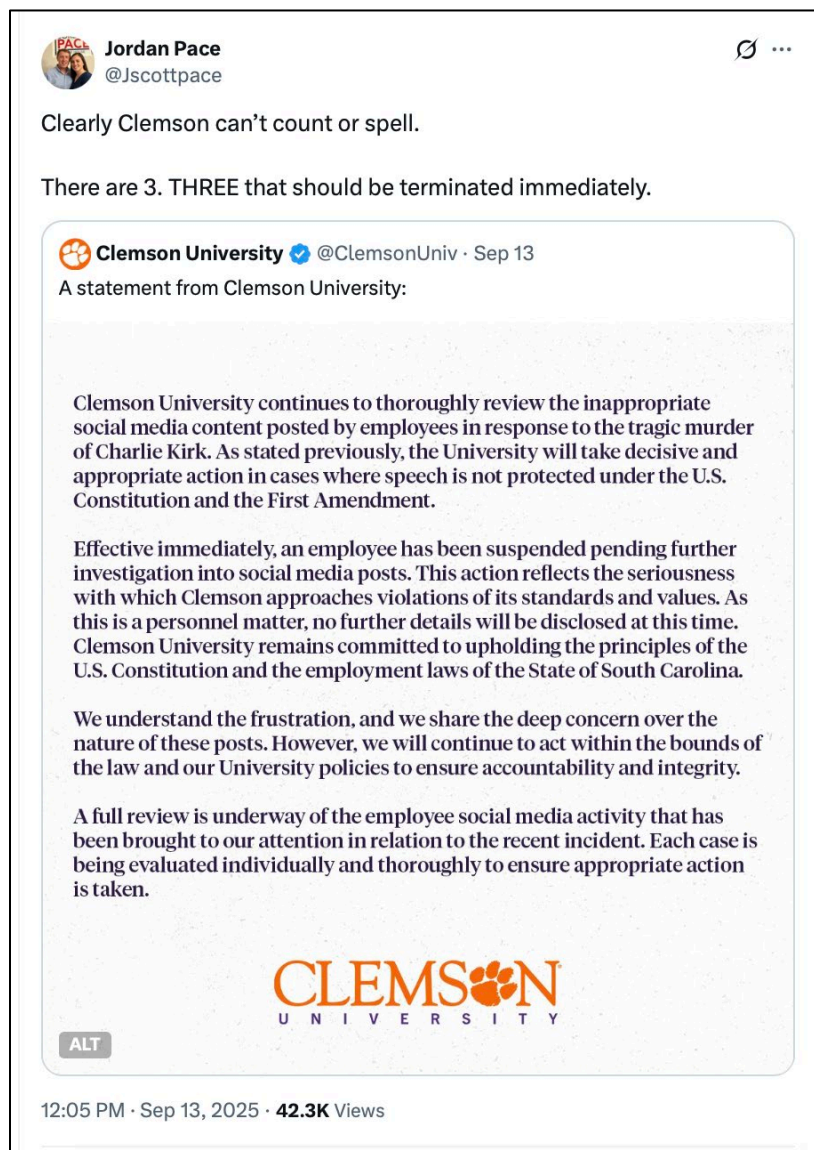 PACE
Jordan Pace
@Jscottpace
Clearly Clemson can’t count or spell.
There are 3. THREE that should be terminated immediately.
Clemson University @ClemsonUniv · Sep 13
A statement from Clemson University:
Clemson University continues to thoroughly review the inappropriate
social media content posted by employees in response to the tragic murder
of Charlie Kirk. As stated previously, the University will take decisive and
appropriate action in cases where speech is not protected under the U.S.
Constitution and the First Amendment.
Effective immediately, an employee has been suspended pending further
investigation into social media posts. This action reflects the seriousness
with which Clemson approaches violations of its standards and values. As
this is a personnel matter, no further details will be disclosed at this time.
Clemson University remains committed to upholding the principles of the
U.S. Constitution and the employment laws of the State of South Carolina.
We understand the frustration, and we share the deep concern over the
nature of these posts. However, we will continue to act within the bounds of
the law and our University policies to ensure accountability and integrity.
A full review is underway of the employee social media activity that has
been brought to our attention in relation to the recent incident. Each case is
being evaluated individually and thoroughly to ensure appropriate action
is taken.
CLEMSON
UNIVERSITY
ALT
12:05 PM · Sep 13, 2025 · 42.3K Views